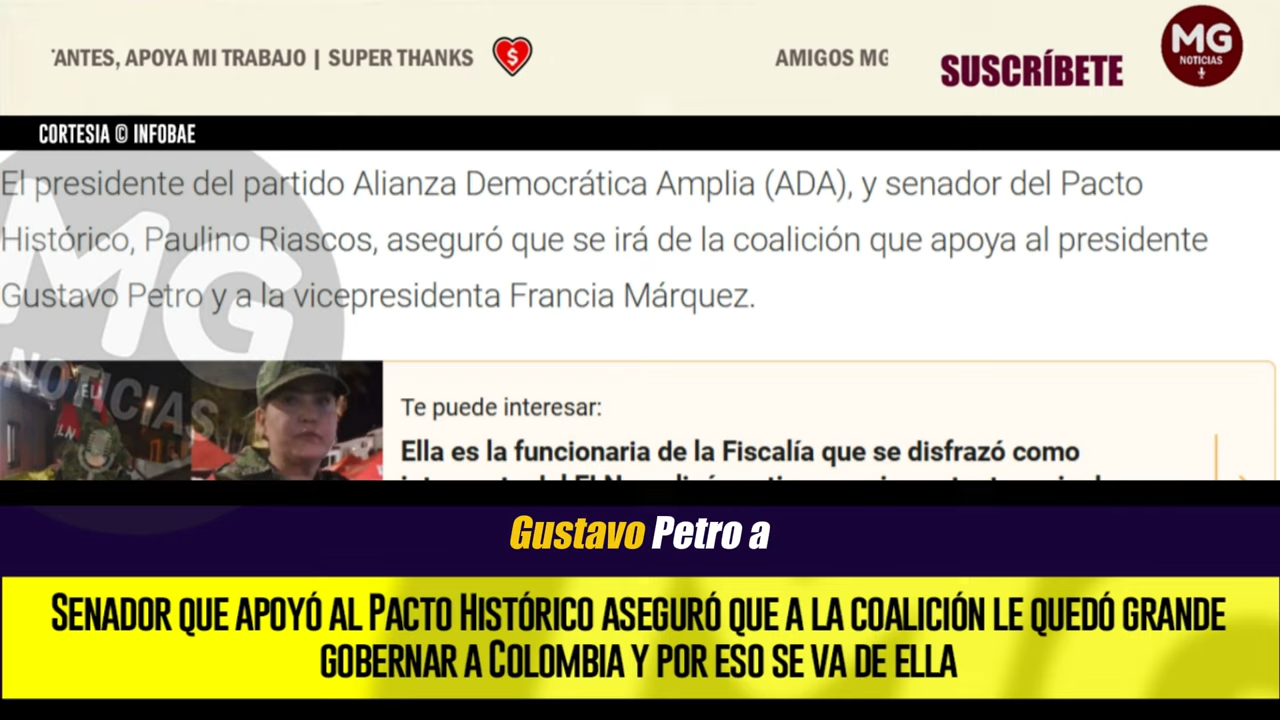 TANTES, APOYA MI TRABAJO | SUPER THANKS
AMIGOS MG
SUSCRÍBETE
MG
NOTICIAS
CORTESIA © INFOBAE
El presidente del partido Alianza Democrática Amplia (ADA), y senador del Pacto
Histórico, Paulino Riascos, aseguró que se irá de la coalición que apoya al presidente
Gustavo Petro y a la vicepresidenta Francia Márquez.
MG
NOTICIAS
Te puede interesar:
Ella es la funcionaria de la Fiscalía que se disfrazó como
Gustavo Petro a
SENADOR QUE APOYÓ AL PACTO HISTÓRICO ASEGURÓ QUE A LA COALICIÓN LE QUEDÓ GRANDE
GOBERNAR A COLOMBIA Y POR ESO SE VA DE ELLA